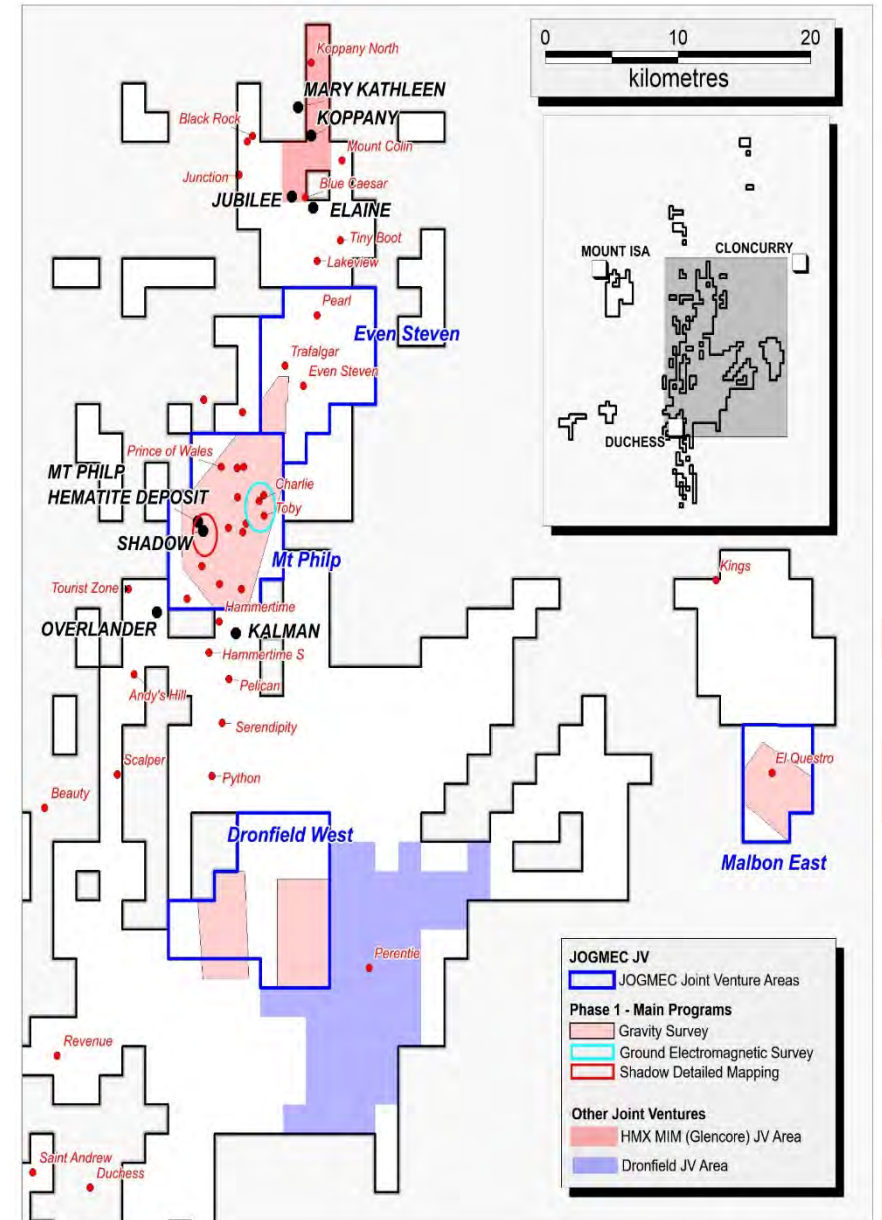 0 10 20
kilometres
Koppany North
MARY KATHLEEN
KOPPANY
Black Rock
Mount Colin
Junction
Blue Caesar
JUBILEE
ELAINE
Tiny Boot
Lakeview
Pearl
Even Steven
Trafalgar
Even Steven
Prince of Wales
MT PHILP
HEMATITE DEPOSIT
Charlie
Toby
SHADOW
Mt Philp
Tourist Zone
Hammertime
OVERLANDER
KALMAN
Hammertime S
Andy's Hill
Pelican
Serendipity
Scalper
Python
Beauty
Dronfield West
Perentie
Revenue
Saint Andrew
Duchess
MOUNT ISA
CLONCURRY
DUCHESS
Kings
El Questro
Malbon East
JOGMEC JV
JOGMEC Joint Venture Areas
Phase 1 - Main Programs
Gravity Survey
Ground Electromagnetic Survey
Shadow Detailed Mapping
Other Joint Ventures
HMX MIM (Glencore) JV Area
Dronfield JV Area